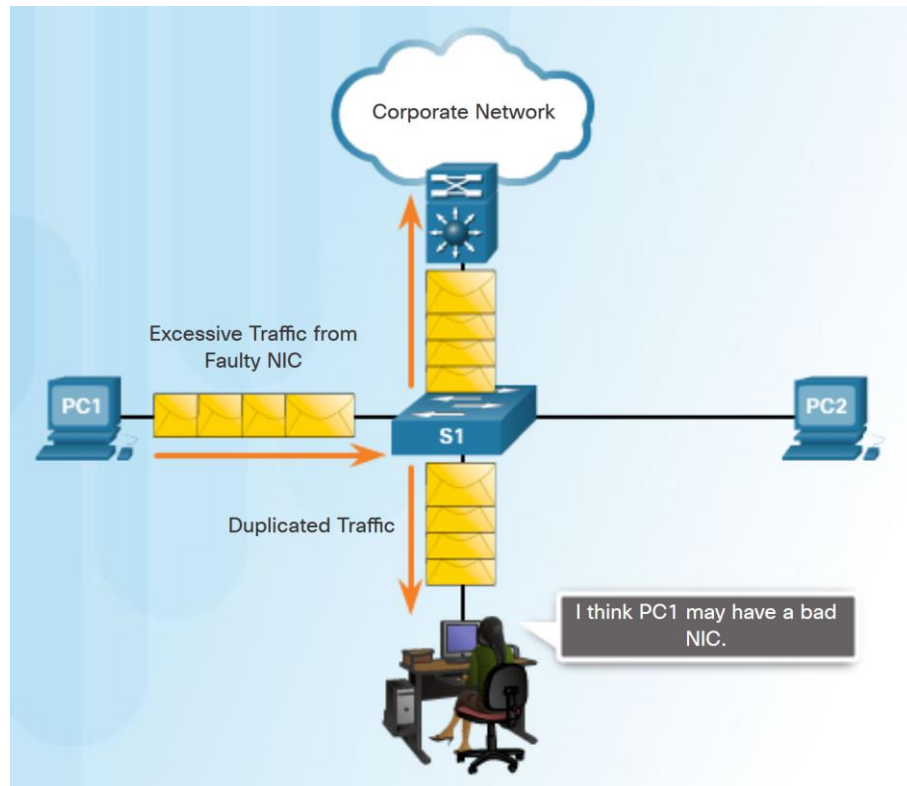 Corporate Network
Excessive Traffic from
Faulty NIC
PC1
S1
PC2
Duplicated Traffic
I think PC1 may have a bad
NIC.